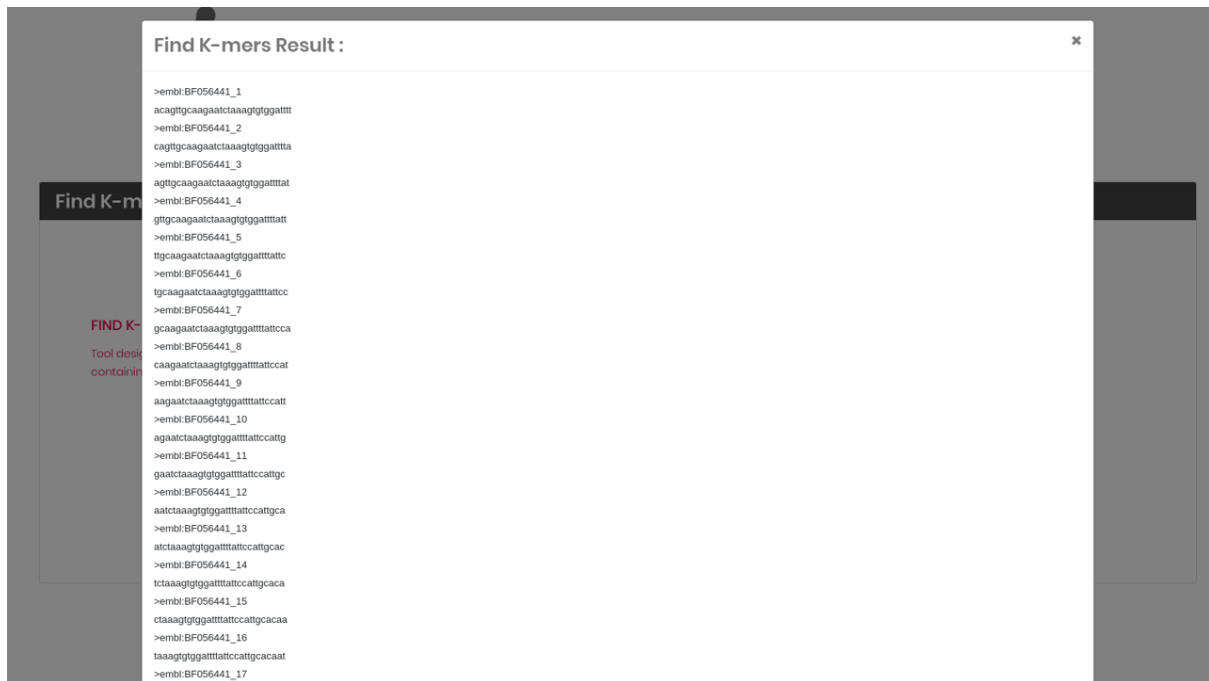 Find K-mers Result :
✖
>embl:BF056441_1
acagttgcaagaatctaaagtgtggatttt
>embl:BF056441_2
cagttgcaagaatctaaagtgtggatttta
>embl:BF056441_3
agttgcaagaatctaaagtgtggattttat
>embl:BF056441_4
gttgcaagaatctaaagtgtggattttatt
>embl:BF056441_5
ttgcaagaatctaaagtgtggattttattc
>embl:BF056441_6
tgcaagaatctaaagtgtggattttattcc
>embl:BF056441_7
gcaagaatctaaagtgtggattttattcca
>embl:BF056441_8
caagaatctaaagtgtggattttattccat
>embl:BF056441_9
aagaatctaaagtgtggattttattccatt
>embl:BF056441_10
agaatctaaagtgtggattttattccattg
>embl:BF056441_11
gaatctaaagtgtggattttattccattgc
>embl:BF056441_12
aatctaaagtgtggattttattccattgca
>embl:BF056441_13
atctaaagtgtggattttattccattgcac
>embl:BF056441_14
tctaaagtgtggattttattccattgcaca
>embl:BF056441_15
ctaaagtgtggattttattccattgcacaa
>embl:BF056441_16
taaagtgtggattttattccattgcacaat
>embl:BF056441_17
Find K-m
FIND K-
Tool desig
containin